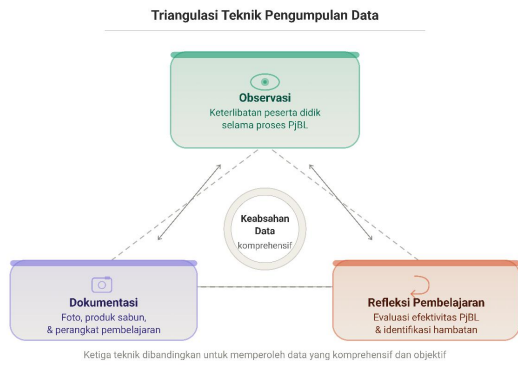 Triangulasi Teknik Pengumpulan Data
Observasi
Keterlibatan peserta didik
selama proses PjBL
Keabsahan
Data
komprehensif
Dokumentasi
Foto, produk sabun,
& perangkat pembelajaran
Refleksi Pembelajaran
Evaluasi efektivitas PjBL
& identifikasi hambatan
Ketiga teknik dibandingkan untuk memperoleh data yang komprehensif dan objektif